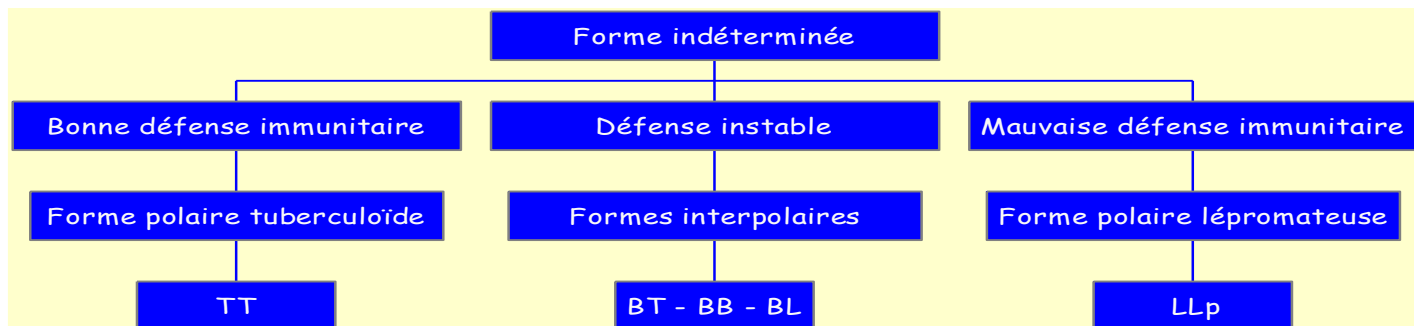 Forme indéterminée
Bonne défense immunitaire
Défense instable
Mauvaise défense immunitaire
Forme polaire tuberculoïde
Formes interpolaires
Forme polaire lépromateuse
TT
BT - BB - BL
LLp